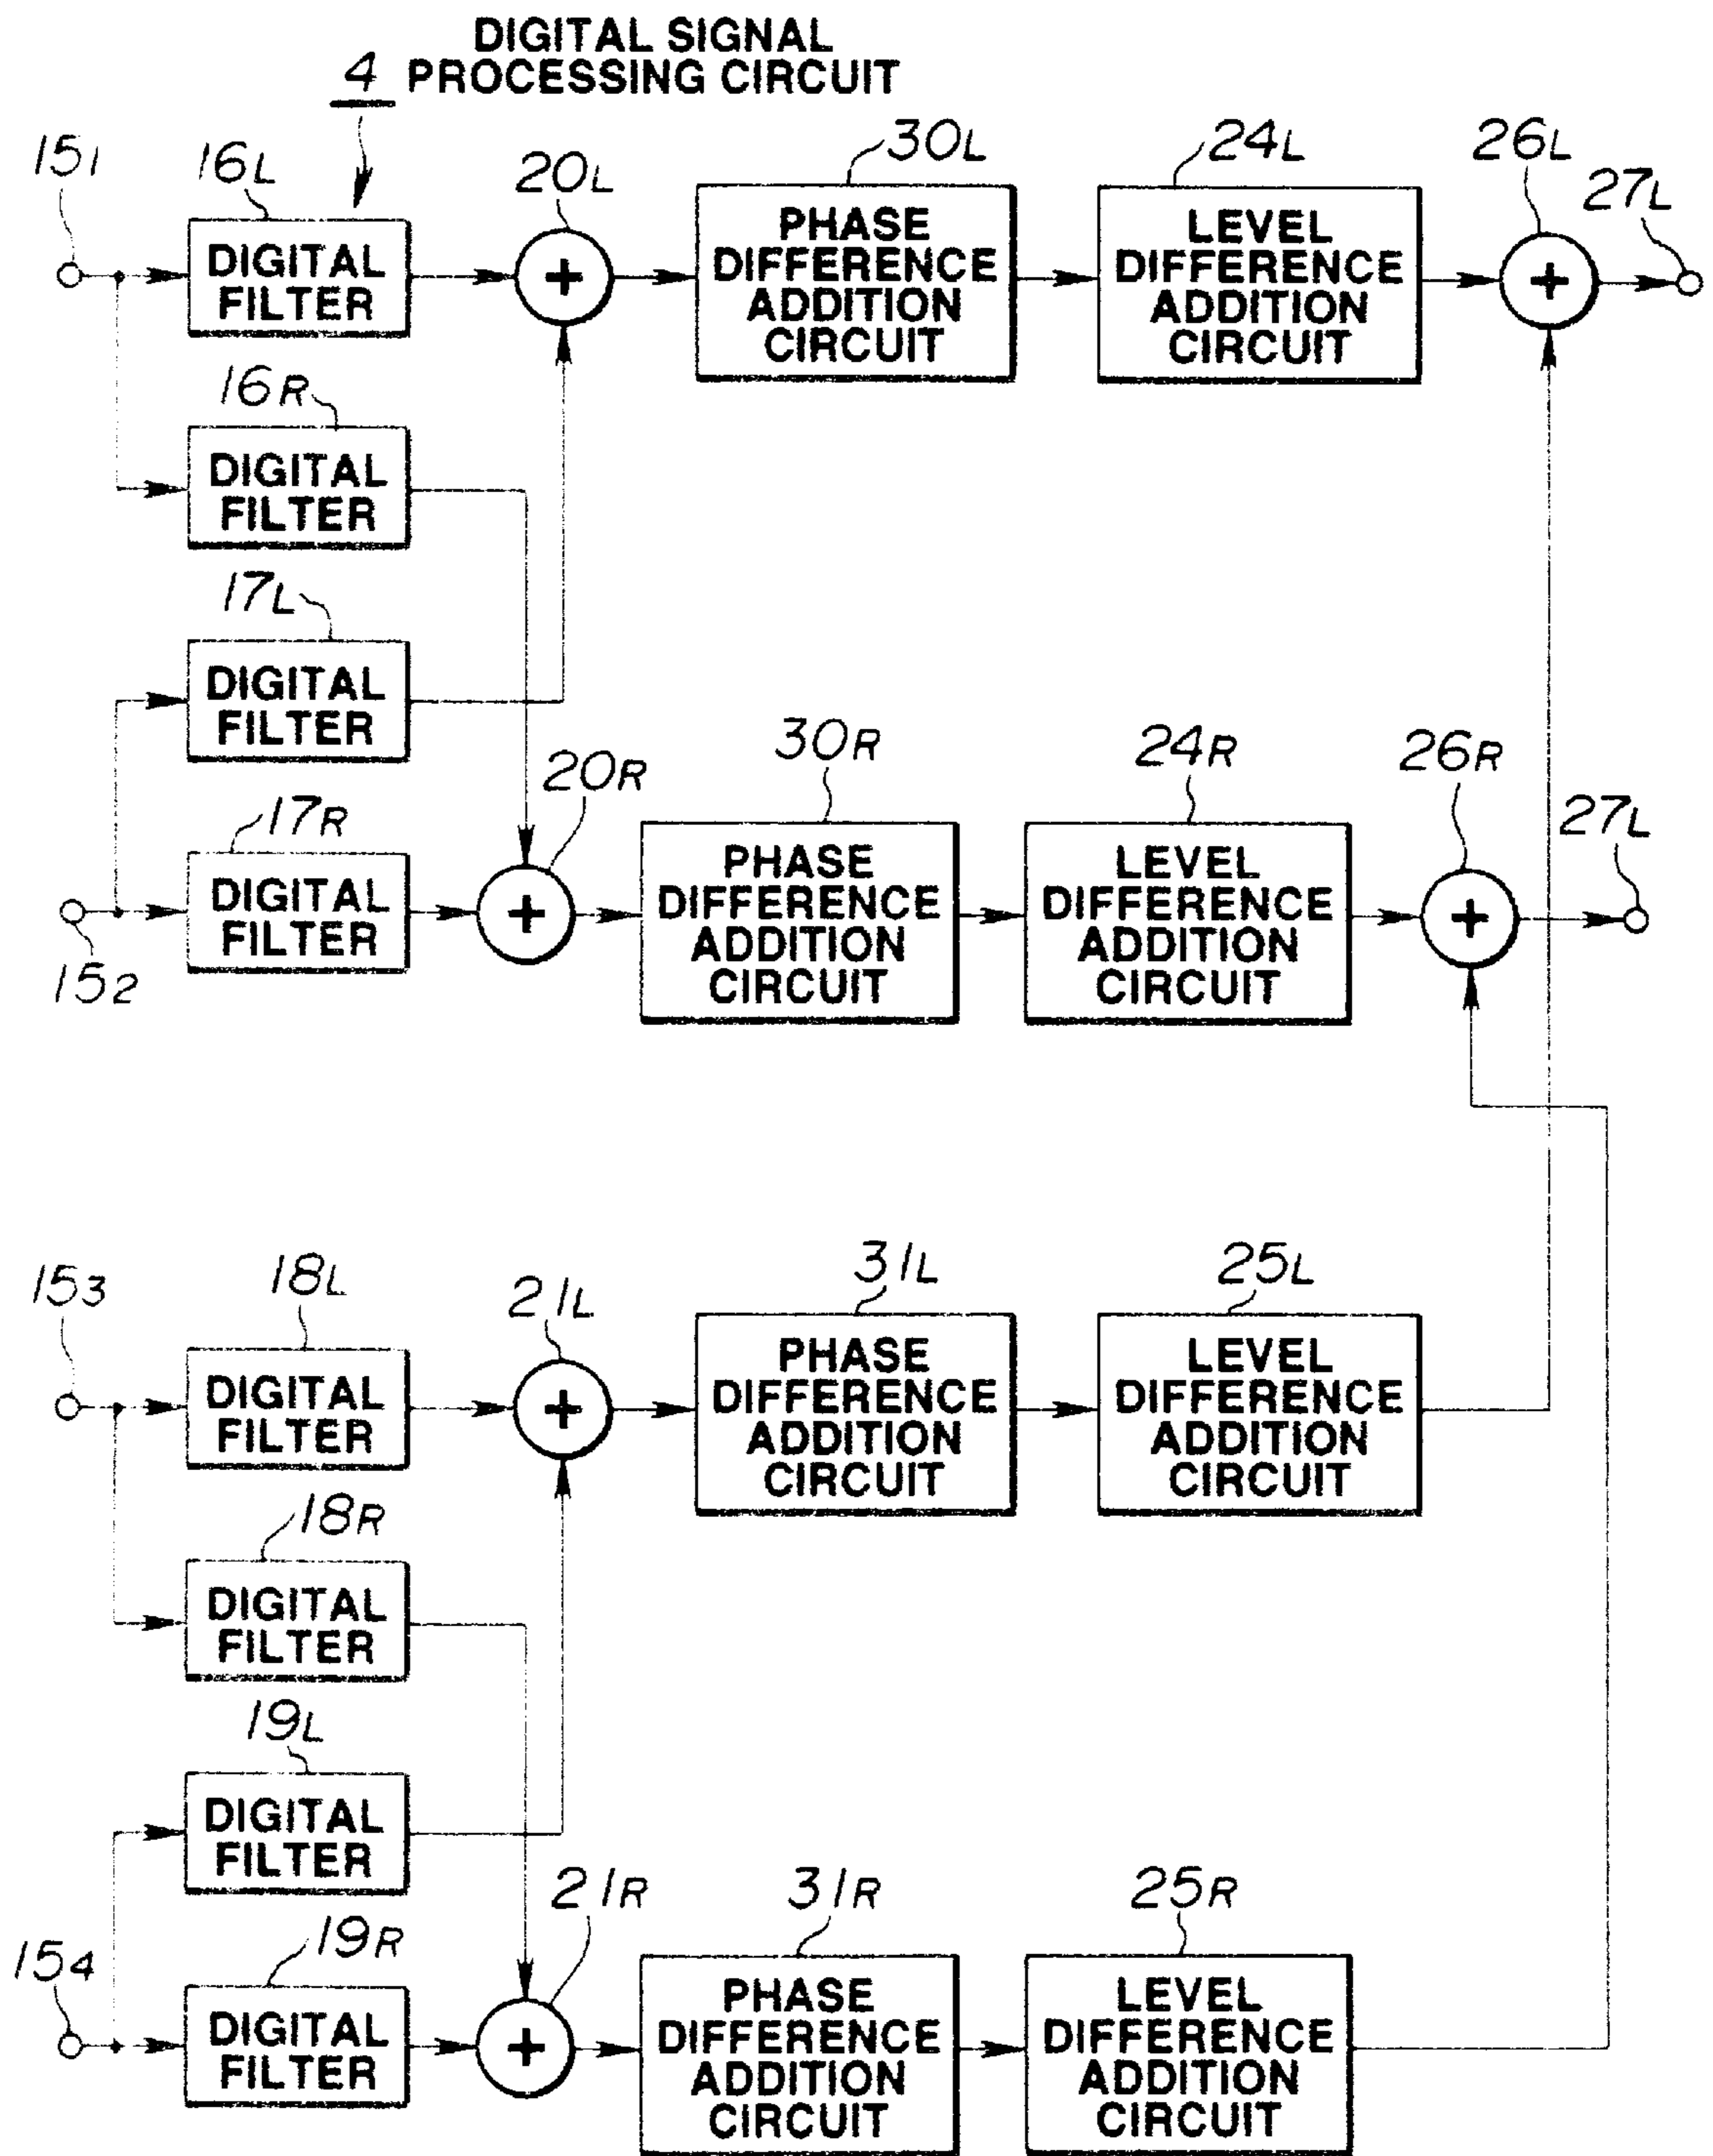 DIGITAL SIGNAL
4 PROCESSING CIRCUIT
151
16L
20L
30L
24L
26L
27L
DIGITAL
FILTER
+
PHASE
DIFFERENCE
ADDITION
CIRCUIT
LEVEL
DIFFERENCE
ADDITION
CIRCUIT
+
16R
DIGITAL
FILTER
17L
DIGITAL
FILTER
152
17R
20R
30R
24R
26R
27L
DIGITAL
FILTER
+
PHASE
DIFFERENCE
ADDITION
CIRCUIT
LEVEL
DIFFERENCE
ADDITION
CIRCUIT
+
153
18L
21L
31L
25L
DIGITAL
FILTER
+
PHASE
DIFFERENCE
ADDITION
CIRCUIT
LEVEL
DIFFERENCE
ADDITION
CIRCUIT
18R
DIGITAL
FILTER
19L
DIGITAL
FILTER
154
19R
21R
31R
25R
DIGITAL
FILTER
+
PHASE
DIFFERENCE
ADDITION
CIRCUIT
LEVEL
DIFFERENCE
ADDITION
CIRCUIT